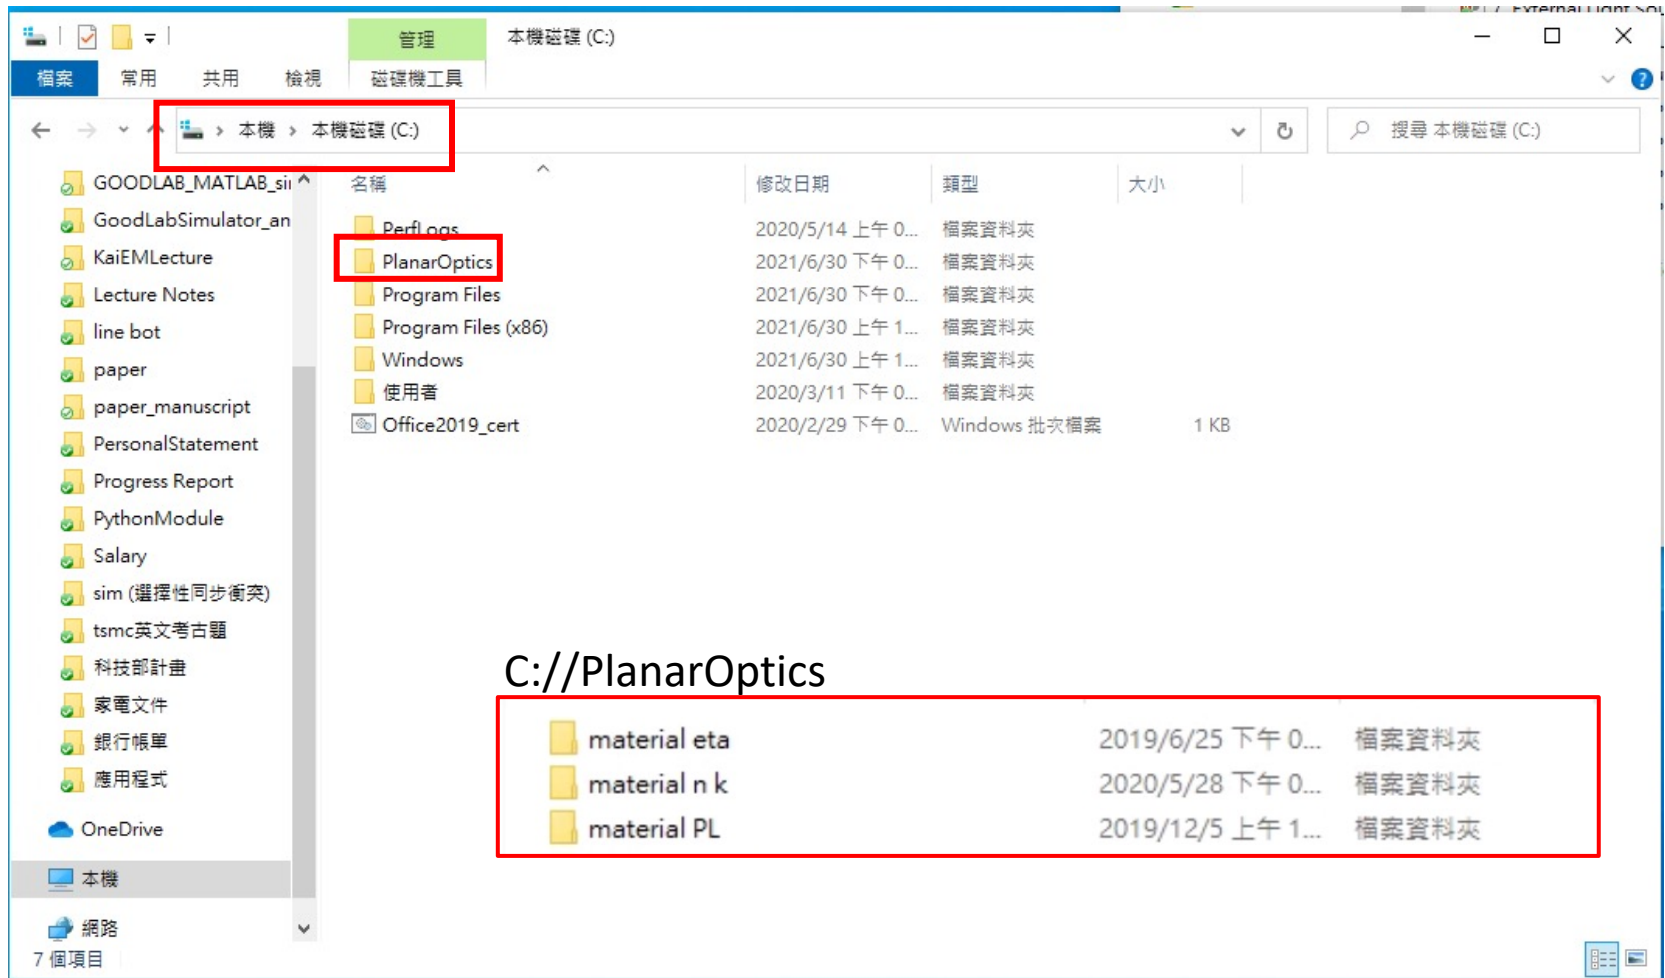 7 External Light Sou
管理
本機磁碟 (C:)
檔案
常用
共用
檢視
磁碟機工具
本機 › 本機磁碟 (C:)
搜尋 本機磁碟 (C:)
GOODLAB_MATLAB_sii
GoodLabSimulator_an
KaiEMLecture
Lecture Notes
line bot
paper
paper_manuscript
PersonalStatement
Progress Report
PythonModule
Salary
sim (選擇性同步衝突)
tsmc英文考古題
科技部計畫
家電文件
銀行帳單
應用程式
OneDrive
本機
網路
名稱 修改日期 類型 大小
PerfLogs 2020/5/14 上午 0... 檔案資料夾
PlanarOptics 2021/6/30 下午 0... 檔案資料夾
Program Files 2021/6/30 下午 0... 檔案資料夾
Program Files (x86) 2021/6/30 上午 1... 檔案資料夾
Windows 2021/6/30 上午 1... 檔案資料夾
使用者 2020/3/11 下午 0... 檔案資料夾
Office2019_cert 2020/2/29 下午 0... Windows 批次檔案 1 KB
C://PlanarOptics
material eta 2019/6/25 下午 0... 檔案資料夾
material n k 2020/5/28 下午 0... 檔案資料夾
material PL 2019/12/5 上午 1... 檔案資料夾
7 個項目